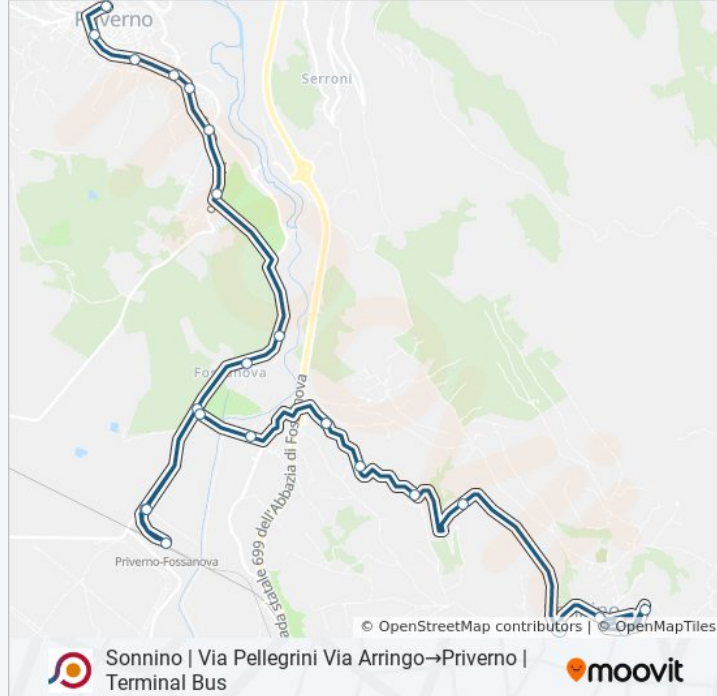 Priverno
Serroni
Fossanova
ada statale 699 dell'Abbazia di Fossanova
Priverno-Fossanova
© OpenStreetMap contributors | © OpenMapTiles
Sonnino | Via Pellegrini Via Arringo→Priverno |
Terminal Bus
moovit